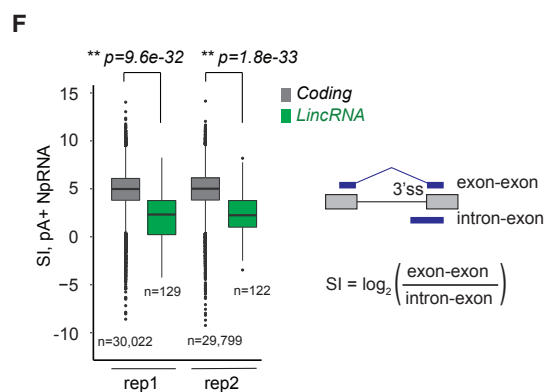 F
** p=9.6e-32
** p=1.8e-33
Coding
LincRNA
SI, pA+ NpRNA
15
10
5
0
−5
-10
n=129
n=122
n=30,022
n=29,799
rep1
rep2
3'ss
exon-exon
intron-exon
SI = log₂(exon-exon / intron-exon)